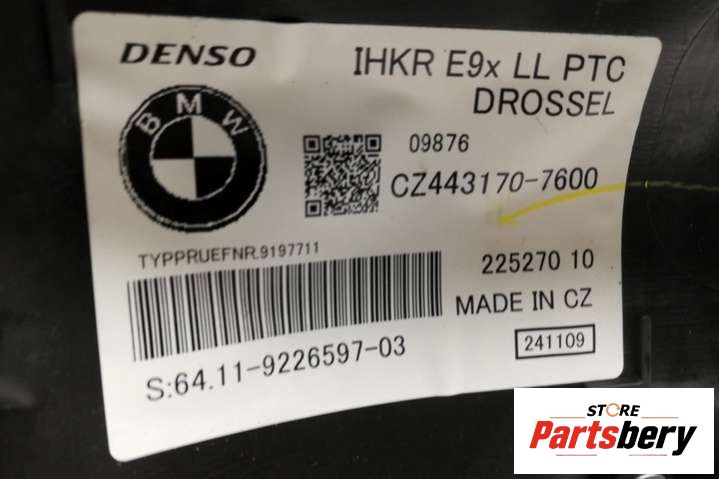 DENSO
IHKR E9x LL PTC
DROSSEL
BMW
09876
CZ443170-7600
TYPPRUEFNR.9197711
225270 10
MADE IN CZ
241109
S:64.11-9226597-03
STORE
Partsbery